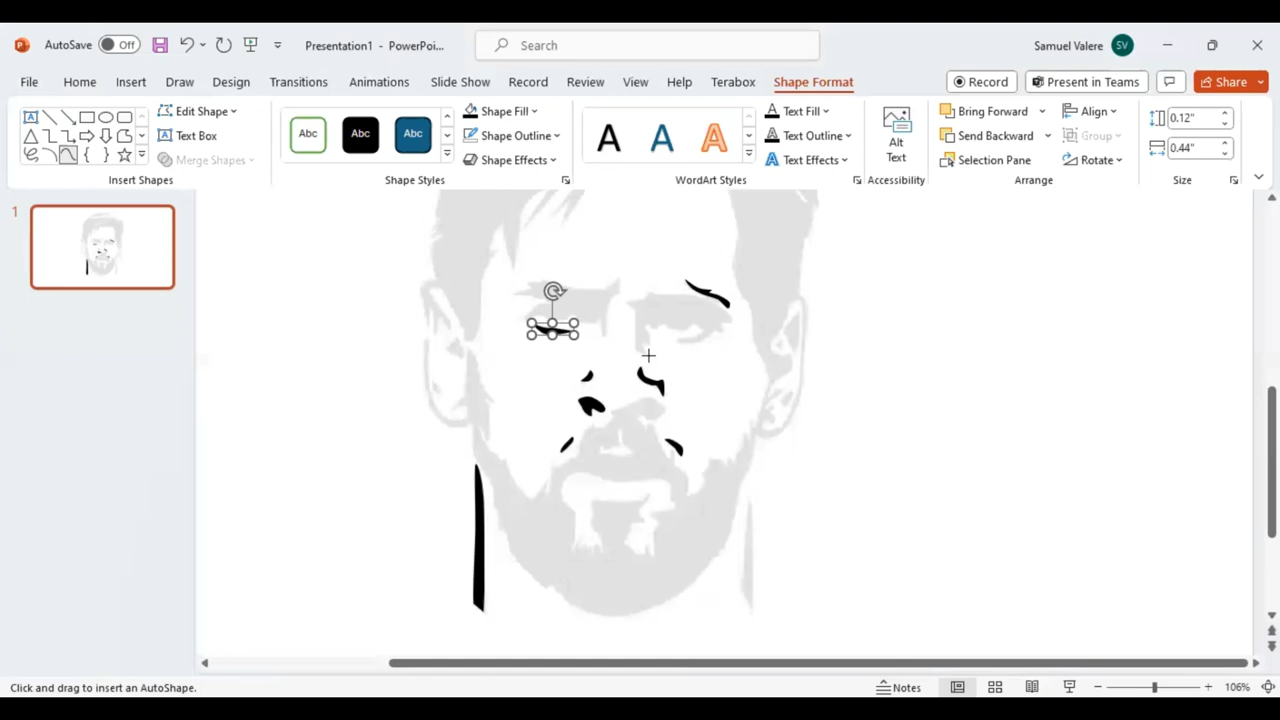 AutoSave Off Presentation1 - PowerPoi... Search Samuel Valere SV
File Home Insert Draw Design Transitions Animations Slide Show Record Review View Help Terabox Shape Format Record Present in Teams Share
Edit Shape Abc Abc Abc Shape Fill A A A Text Fill Bring Forward Align 0.12"
Text Box Shape Outline Text Outline Alt Text Send Backward Group 0.44"
Merge Shapes Shape Effects Text Effects Selection Pane Rotate
Insert Shapes Shape Styles WordArt Styles Accessibility Arrange Size
1
Click and drag to insert an AutoShape. Notes 106%